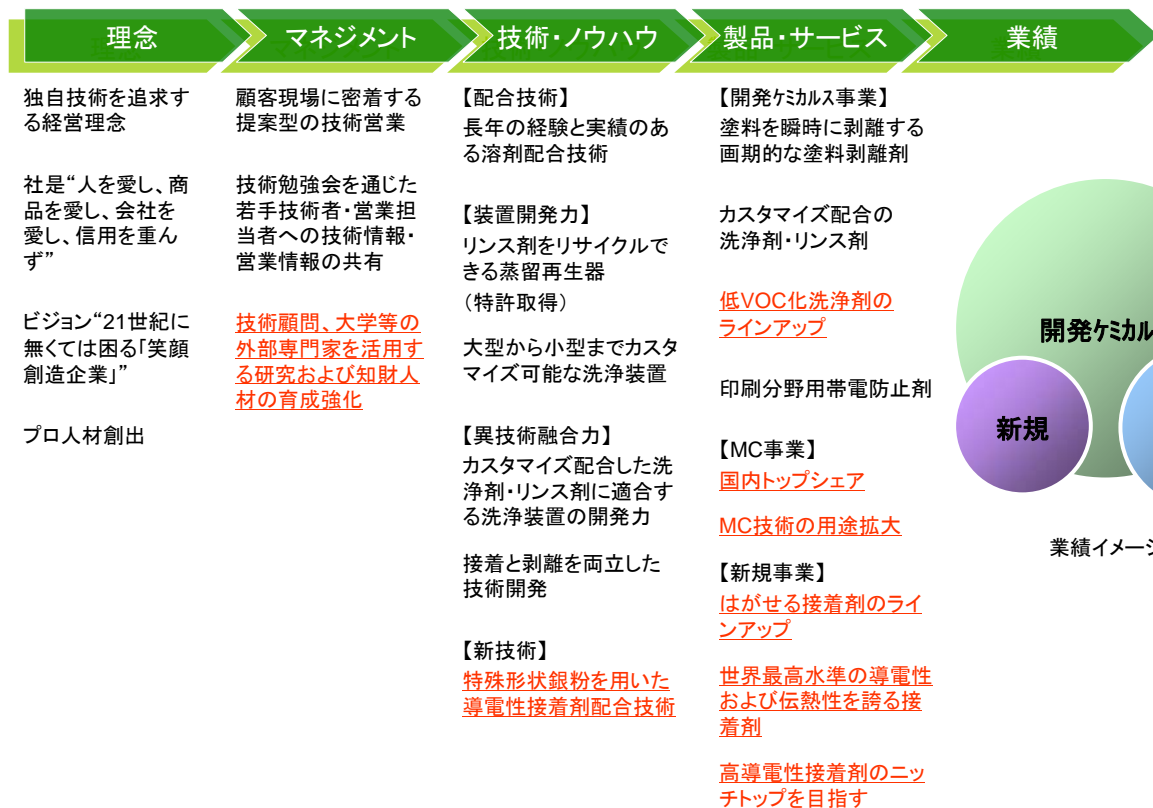 理念
マネジメント
技術・ノウハウ
製品・サービス
業績
独自技術を追求す
る経営理念
社是“人を愛し、商
品を愛し、会社を
愛し、信用を重ん
ず”
ビジョン“21世紀に
無くては困る「笑顔
創造企業」”
プロ人材創出
顧客現場に密着する
提案型の技術営業
技術勉強会を通じた
若手技術者・営業担
当者への技術情報・
営業情報の共有
技術顧問、大学等の
外部専門家を活用す
る研究および知財人
材の育成強化
【配合技術】
長年の経験と実績のあ
る溶剤配合技術
【装置開発力】
リンス剤をリサイクルで
きる蒸留再生器
（特許取得）
大型から小型までカスタ
マイズ可能な洗浄装置
【異技術融合力】
カスタマイズ配合した洗
浄剤・リンス剤に適合す
る洗浄装置の開発力
接着と剥離を両立した
技術開発
【新技術】
特殊形状銀粉を用いた
導電性接着剤配合技術
【開発ｹﾐｶﾙｽ事業】
塗料を瞬時に剥離する
画期的な塗料剥離剤
カスタマイズ配合の
洗浄剤・リンス剤
低VOC化洗浄剤の
ラインアップ
印刷分野用帯電防止剤
【MC事業】
国内トップシェア
MC技術の用途拡大
【新規事業】
はがせる接着剤のライ
ンアップ
世界最高水準の導電性
および伝熱性を誇る接
着剤
高導電性接着剤のニッ
チトップを目指す
開発ｹﾐｶﾙ
新規
業績イメージ